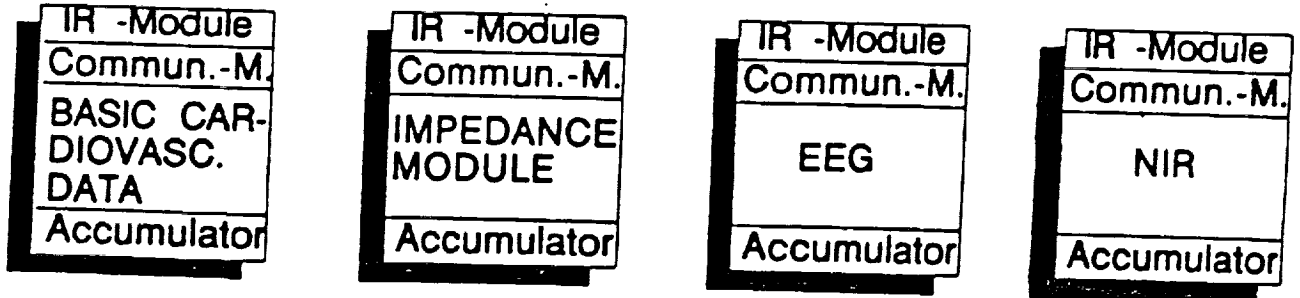 IR -Module
Commun.-M.
BASIC CAR-
DIOVASC.
DATA
Accumulator
IR -Module
Commun.-M.
IMPEDANCE
MODULE
Accumulator
IR -Module
Commun.-M.
EEG
Accumulator
IR -Module
Commun.-M.
NIR
Accumulator